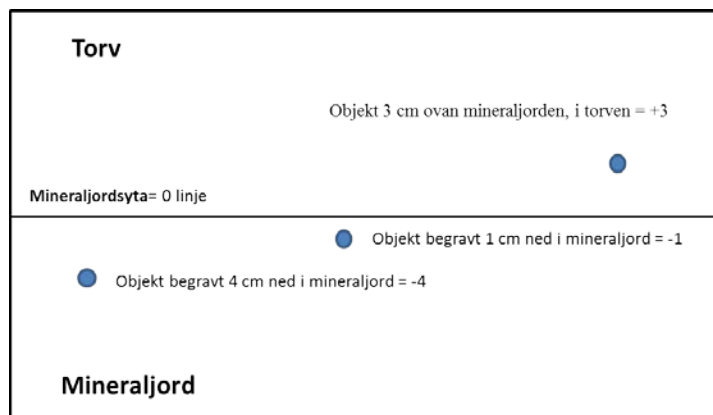 Torv
Objekt 3 cm ovan mineraljorden, i torven = +3
Mineraljordsyta= 0 linje
Objekt begravt 1 cm ned i mineraljord = -1
Objekt begravt 4 cm ned i mineraljord = -4
Mineraljord